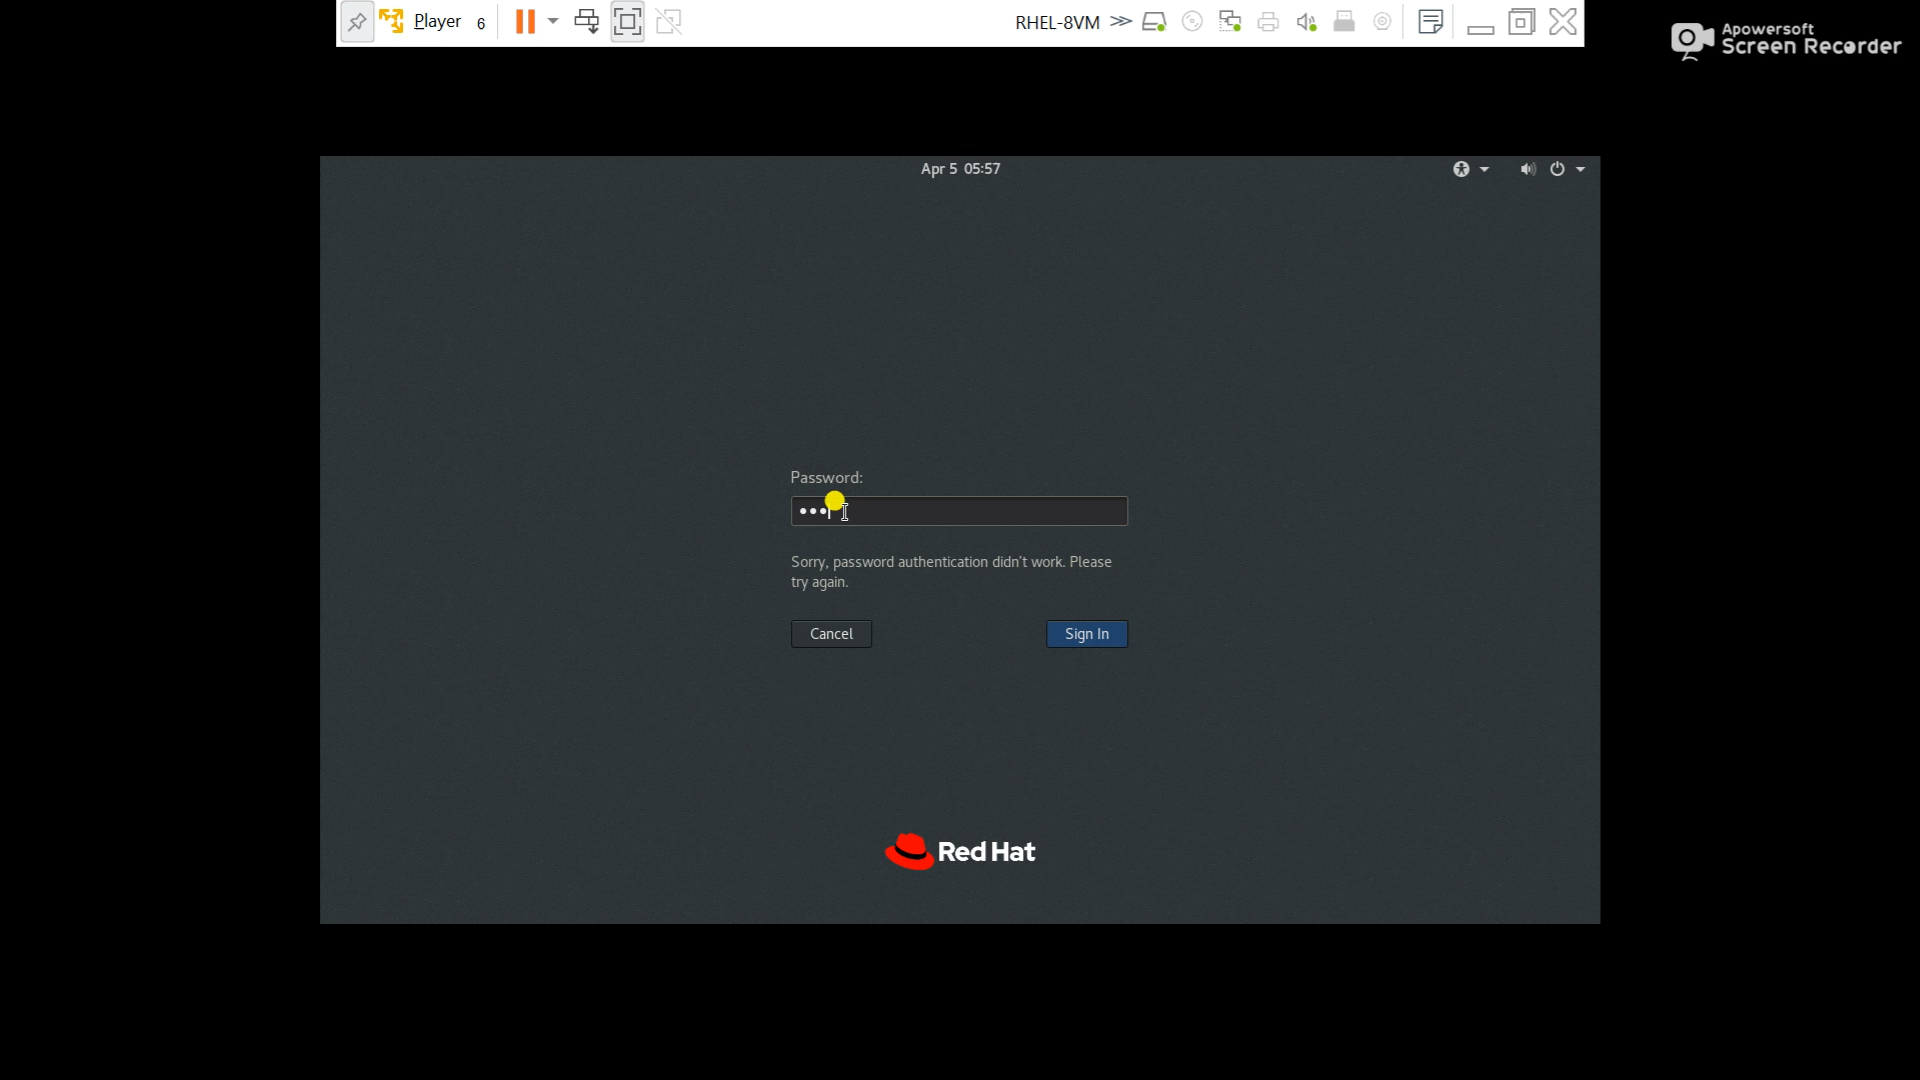 Player 6
RHEL-8VM
Apowersoft
Screen Recorder
Apr 5 05:57
Password:
Sorry, password authentication didn't work. Please
try again.
Cancel
Sign In
Red Hat